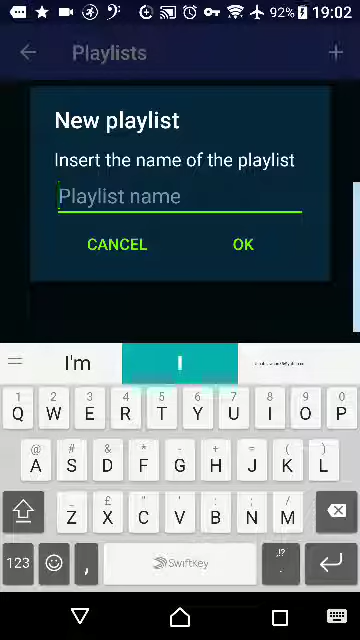 92% 19:02
Playlists
New playlist
Insert the name of the playlist
Playlist name
CANCEL OK
I'm I
1 2 3 4 5 6 7 8 9 0
Q W E R T Y U I O P
@ # & * - + = ( )
A S D F G H J K L
£ " ' : ; /
Z X C V B N M
123 , SwiftKey ,!? .